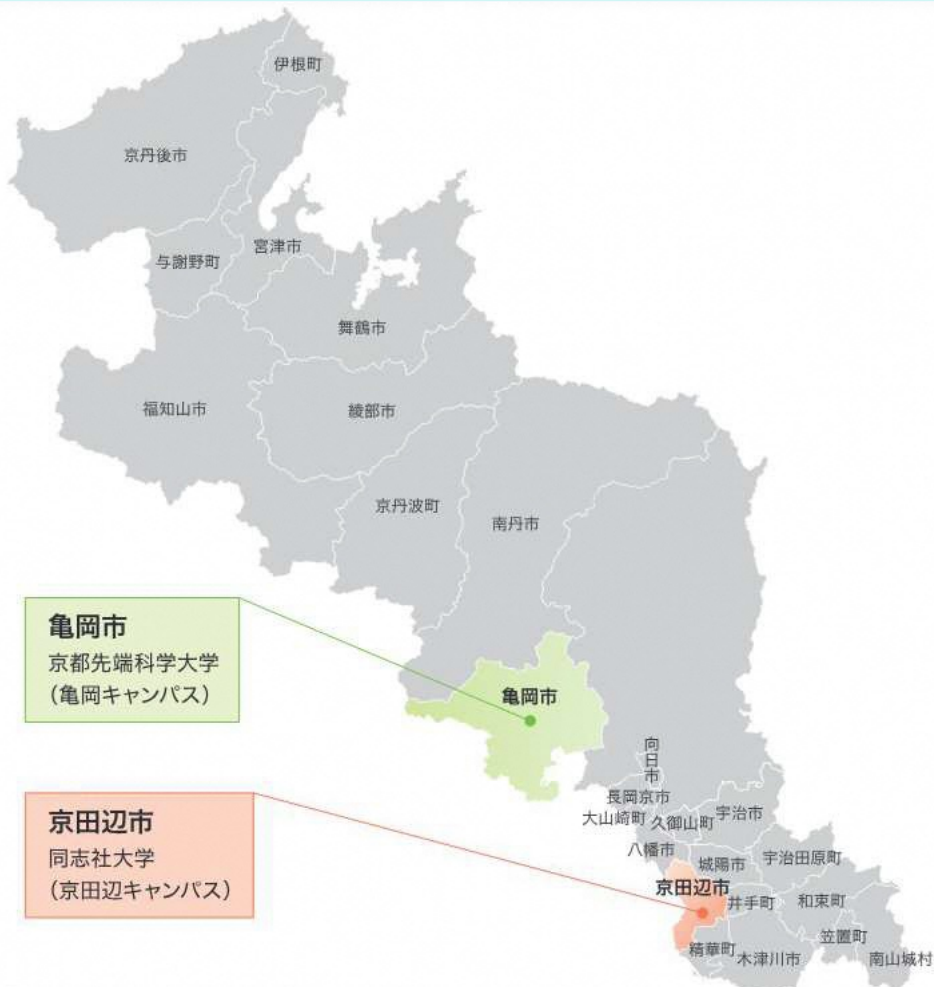 伊根町
京丹後市
宮津市
与謝野町
舞鶴市
福知山市
綾部市
京丹波町
南丹市
亀岡市
京都先端科学大学
（亀岡キャンパス）
亀岡市
向日市
長岡京市
大山崎町
久御山町
宇治市
京田辺市
同志社大学
（京田辺キャンパス）
八幡市
城陽市
宇治田原町
京田辺市
井手町
和束町
笠置町
精華町
木津川市
南山城村